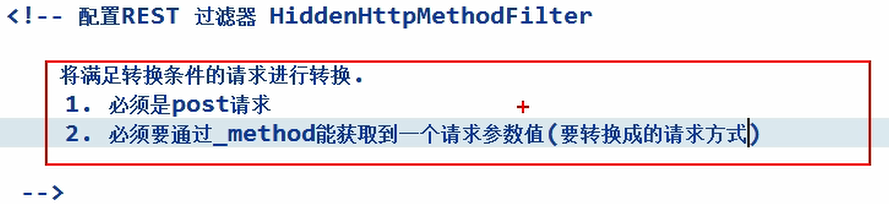 <!-- 配置REST 过滤器 HiddenHttpMethodFilter
将满足转换条件的请求进行转换.
1. 必须是post请求
2. 必须要通过_method能获取到一个请求参数值(要转换成的请求方式)
-->